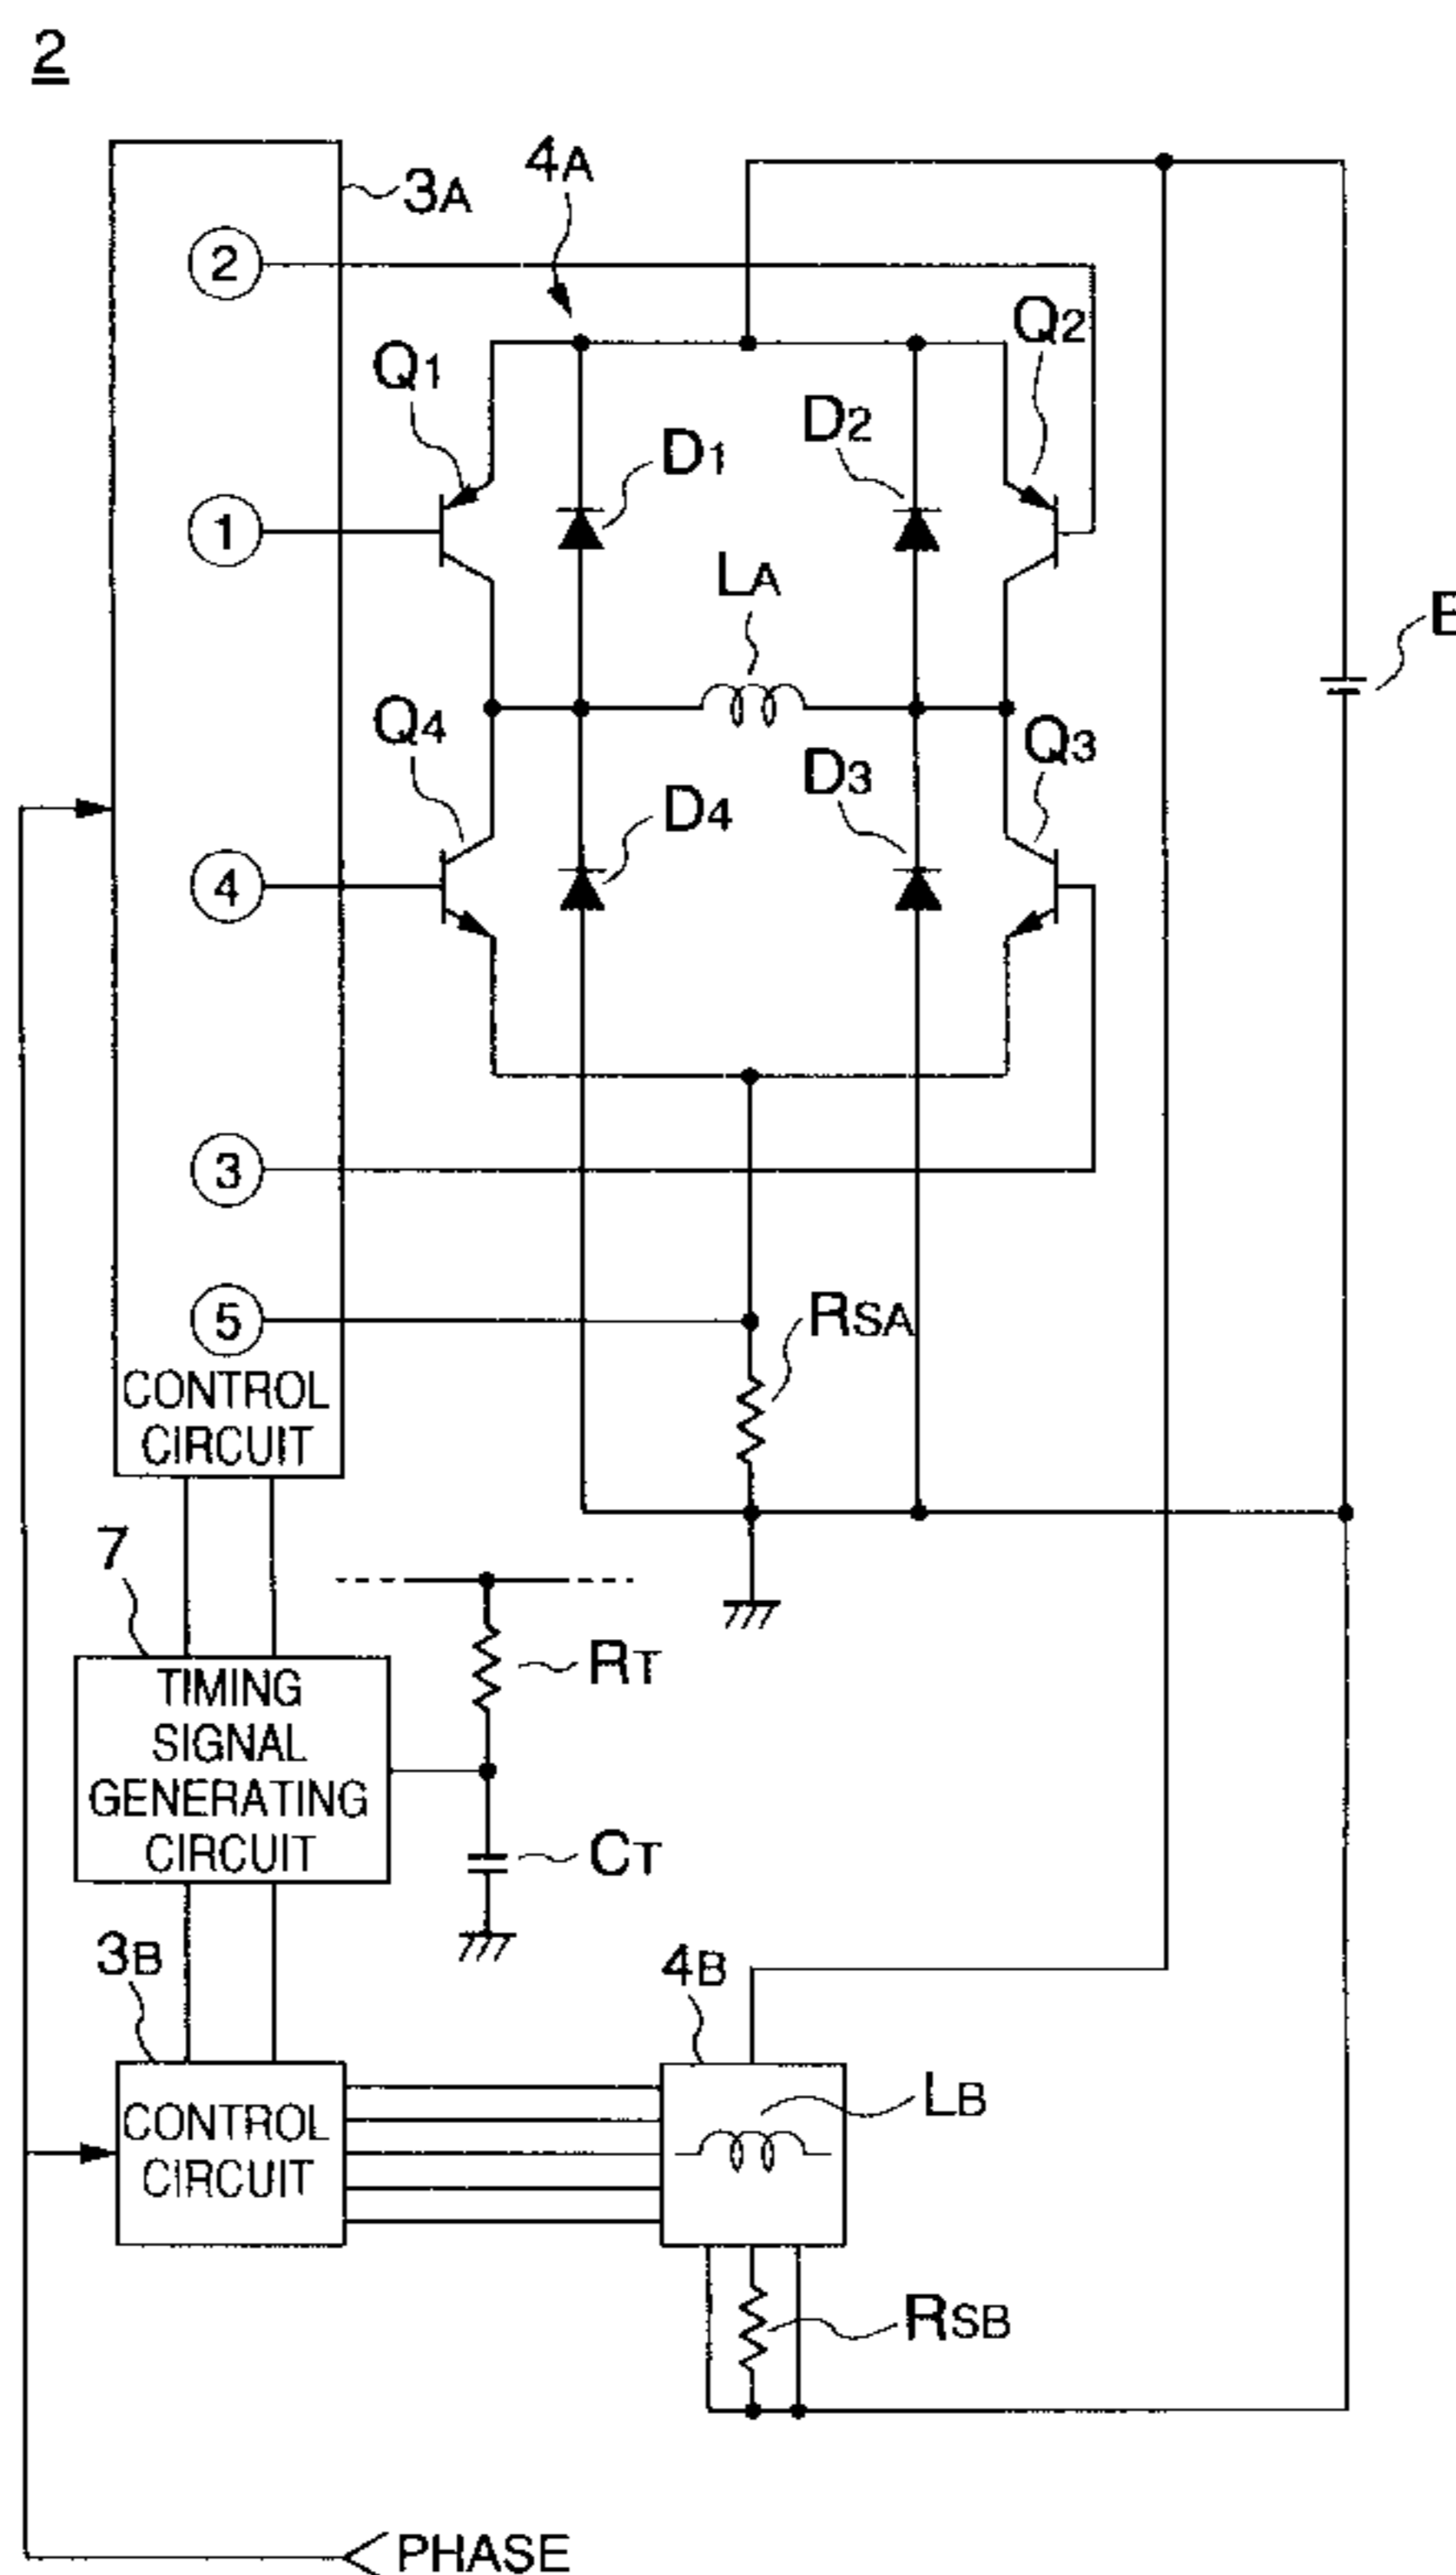 2
4A
3A
2
Q2
Q1
D2
D1
1
LA
Q4
Q3
D3
D4
4
3
5
RSA
CONTROL
CIRCUIT
7
RT
TIMING
SIGNAL
GENERATING
CIRCUIT
CT
3B
4B
LB
CONTROL
CIRCUIT
RSB
PHASE